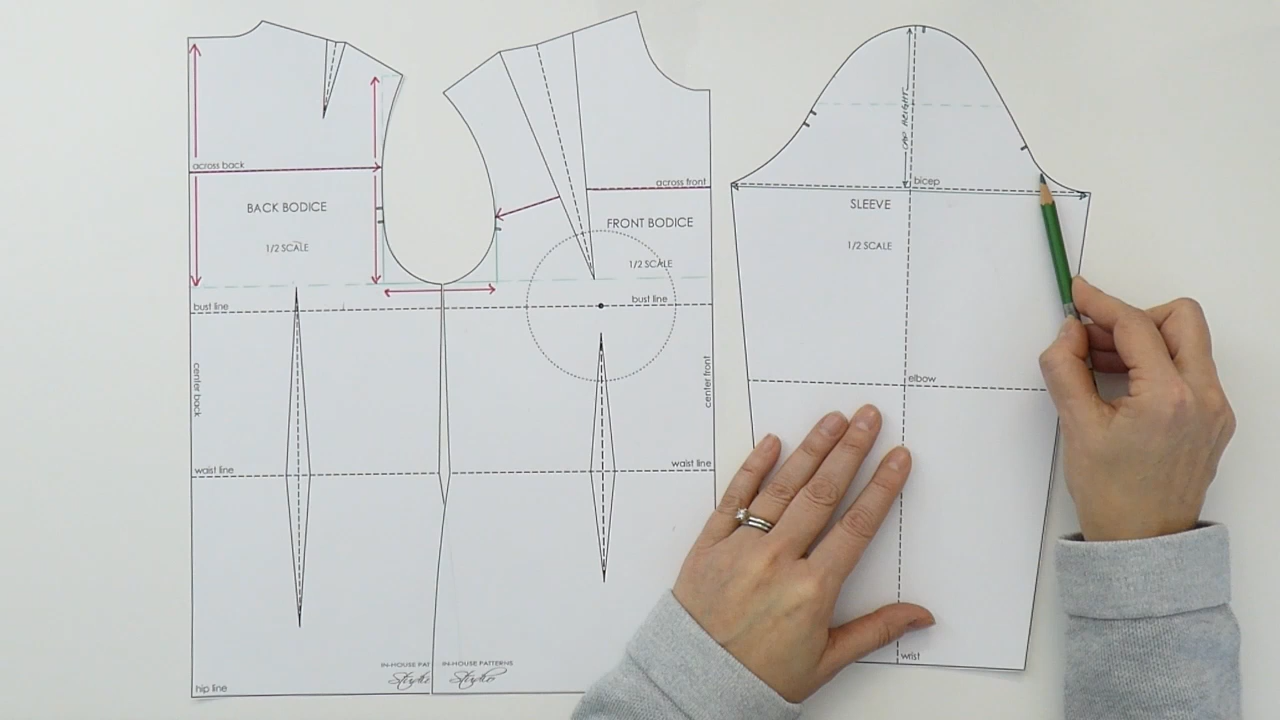 across back
BACK BODICE
1/2 SCALE
bust line
center back
waist line
hip line
IN-HOUSE PAT
across front
FRONT BODICE
1/2 SCALE
bust line
center front
waist line
IN-HOUSE PATTERNS
CAP HEIGHT
bicep
SLEEVE
1/2 SCALE
elbow
wrist